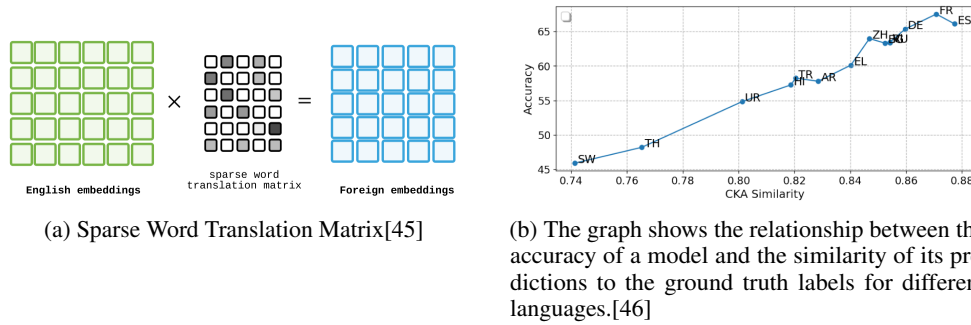 English embeddings
×
sparse word
translation matrix
=
Foreign embeddings
(a) Sparse Word Translation Matrix[45]
Accuracy
65
60
55
50
45
SW
TH
UR
HI
TR
AR
EL
ZH
DE
FR
ES
0.74 0.76 0.78 0.80 0.82 0.84 0.86 0.88
CKA Similarity
(b) The graph shows the relationship between th
accuracy of a model and the similarity of its pre
dictions to the ground truth labels for differen
languages.[46]